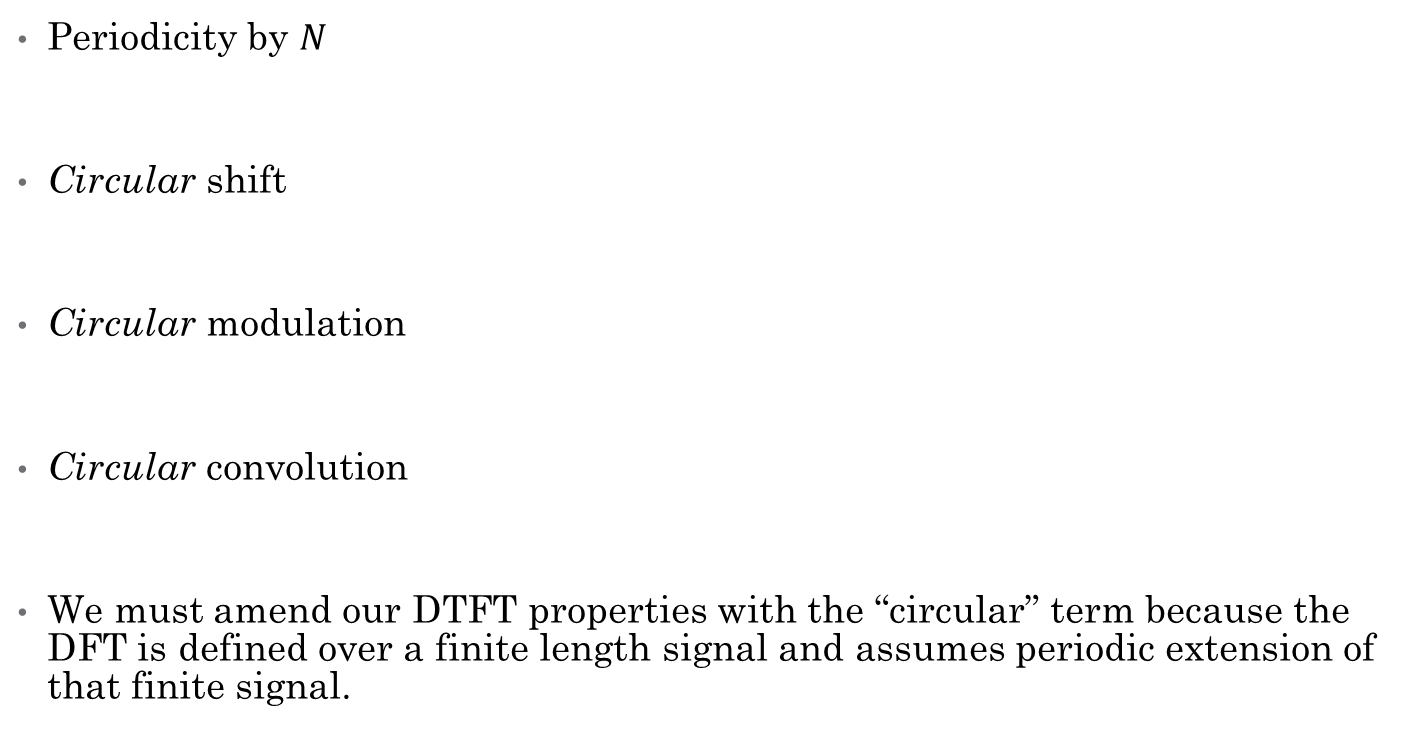 • Periodicity by N
• Circular shift
• Circular modulation
• Circular convolution
• We must amend our DTFT properties with the “circular” term because the
DFT is defined over a finite length signal and assumes periodic extension of
that finite signal.